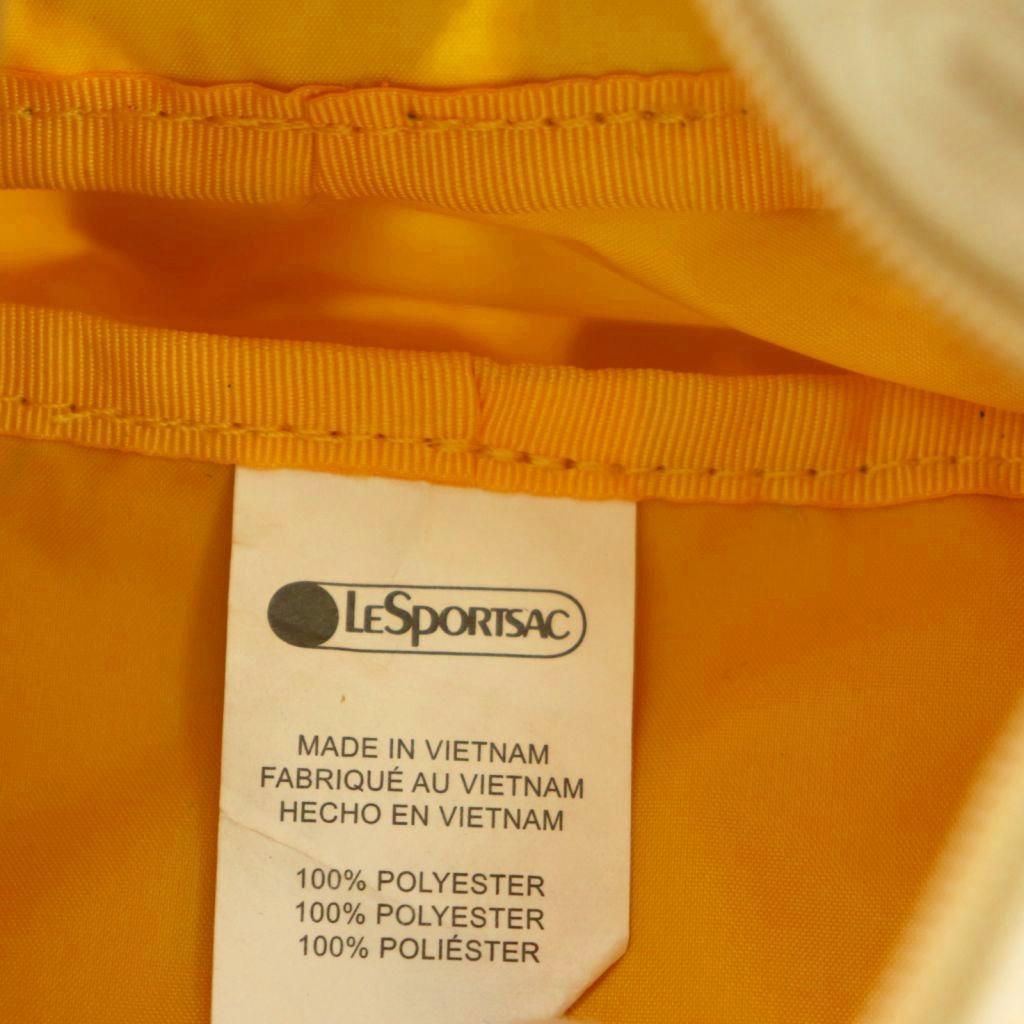 LeSportsac
MADE IN VIETNAM
FABRIQUÉ AU VIETNAM
HECHO EN VIETNAM
100% POLYESTER
100% POLYESTER
100% POLIÉSTER